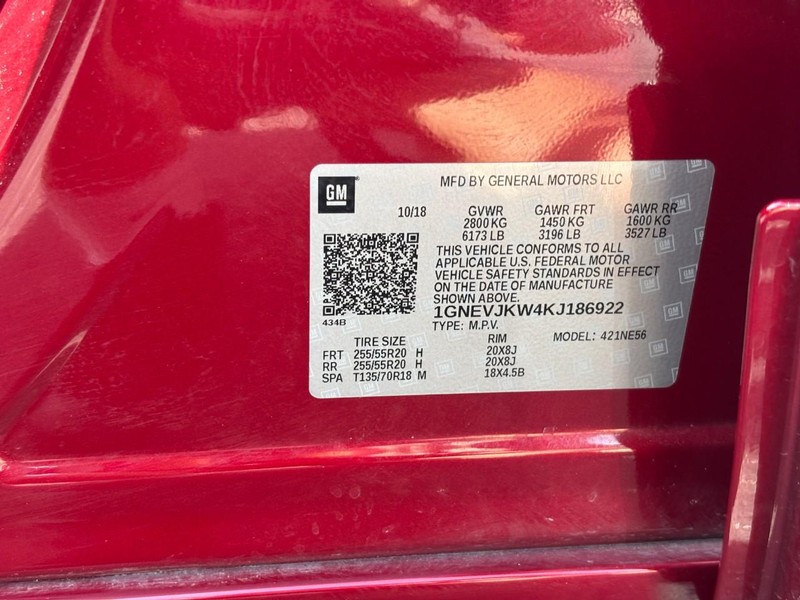 GM
MFD BY GENERAL MOTORS LLC
10/18 GVWR GAWR FRT GAWR RR
2800 KG 1450 KG 1600 KG
6173 LB 3196 LB 3527 LB
THIS VEHICLE CONFORMS TO ALL
APPLICABLE U.S. FEDERAL MOTOR
VEHICLE SAFETY STANDARDS IN EFFECT
ON THE DATE OF MANUFACTURE
SHOWN ABOVE.
1GNEVJKW4KJ186922
434B
TYPE: M.P.V.
TIRE SIZE RIM MODEL: 421NE56
FRT 255/55R20 H 20X8J
RR 255/55R20 H 20X8J
SPA T135/70R18 M 18X4.5B